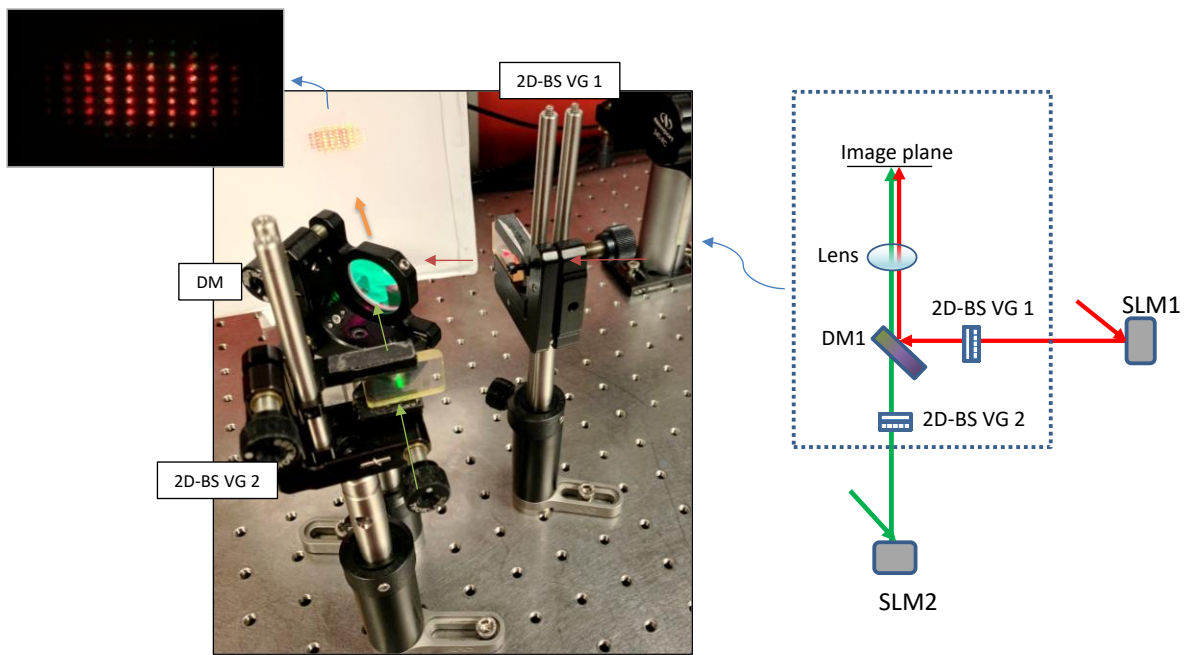 2D-BS VG 1
DM
2D-BS VG 2
Image plane
Lens
2D-BS VG 1
SLM1
DM1
2D-BS VG 2
SLM2